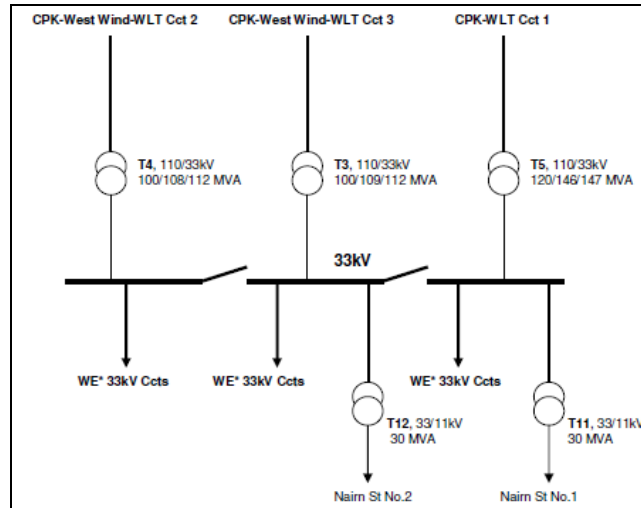 CPK-West Wind-WLT Cct 2
CPK-West Wind-WLT Cct 3
CPK-WLT Cct 1
T4, 110/33kV
100/108/112 MVA
T3, 110/33kV
100/109/112 MVA
T5, 110/33kV
120/146/147 MVA
33kV
WE* 33kV Ccts
WE* 33kV Ccts
WE* 33kV Ccts
T12, 33/11kV
30 MVA
T11, 33/11kV
30 MVA
Nairn St No.2
Nairn St No.1